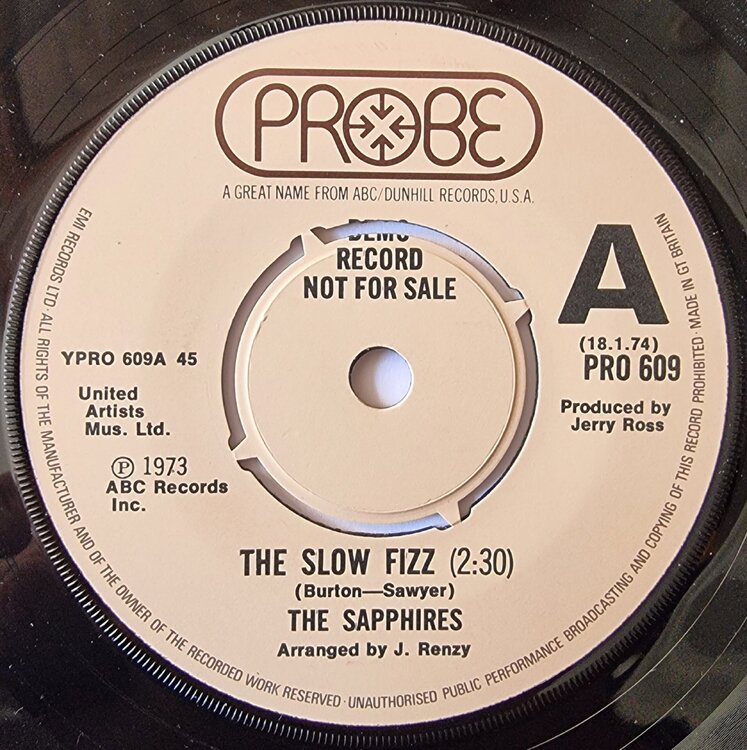 PROBE
A GREAT NAME FROM ABC/DUNHILL RECORDS, U.S.A.
DEMO
RECORD
NOT FOR SALE
A
(18.1.74)
PRO 609
YPRO 609A 45
United
Artists
Mus. Ltd.
Produced by
Jerry Ross
Ⓟ 1973
ABC Records
Inc.
THE SLOW FIZZ (2:30)
(Burton—Sawyer)
THE SAPPHIRES
Arranged by J. Renzy
EMI RECORDS LTD · ALL RIGHTS OF THE MANUFACTURER AND OF THE OWNER OF THE RECORDED WORK RESERVED · UNAUTHORISED PUBLIC PERFORMANCE BROADCASTING AND COPYING OF THIS RECORD PROHIBITED · MADE IN GT BRITAIN